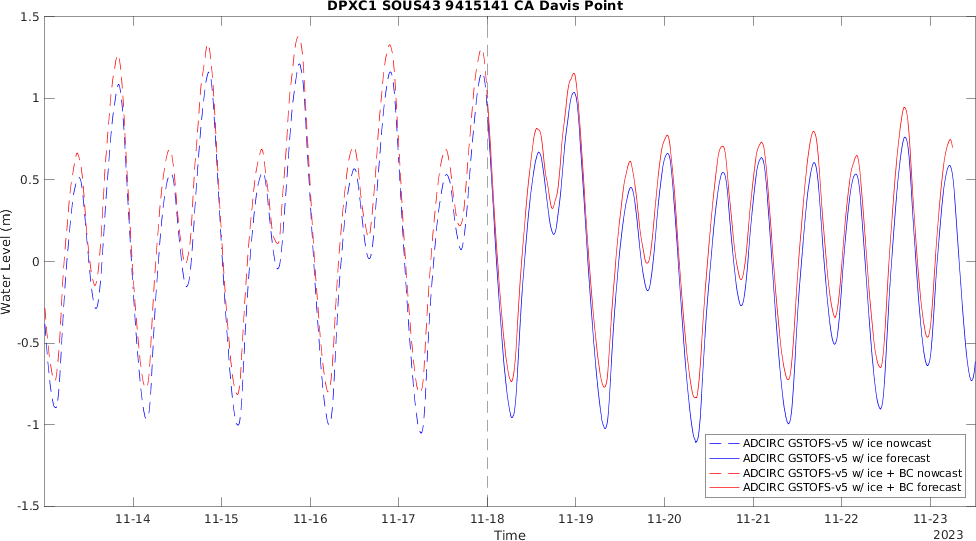 DPXC1 SOUS43 9415141 CA Davis Point
1.5
1
0.5
0
-0.5
-1
-1.5
Water Level (m)
11-14 11-15 11-16 11-17 11-18 11-19 11-20 11-21 11-22 11-23
Time
2023
ADCIRC GSTOFS-v5 w/ ice nowcast
ADCIRC GSTOFS-v5 w/ ice forecast
ADCIRC GSTOFS-v5 w/ ice + BC nowcast
ADCIRC GSTOFS-v5 w/ ice + BC forecast